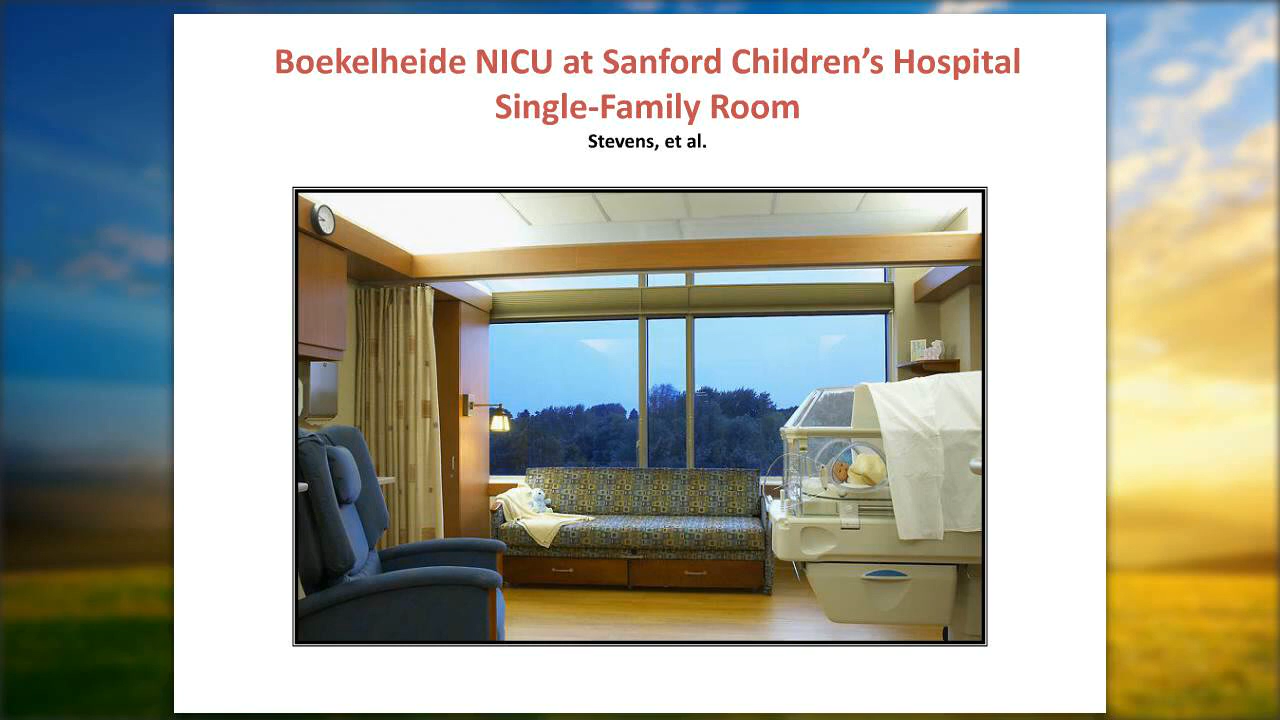 Boekelheide NICU at Sanford Children’s Hospital
Single-Family Room
Stevens, et al.